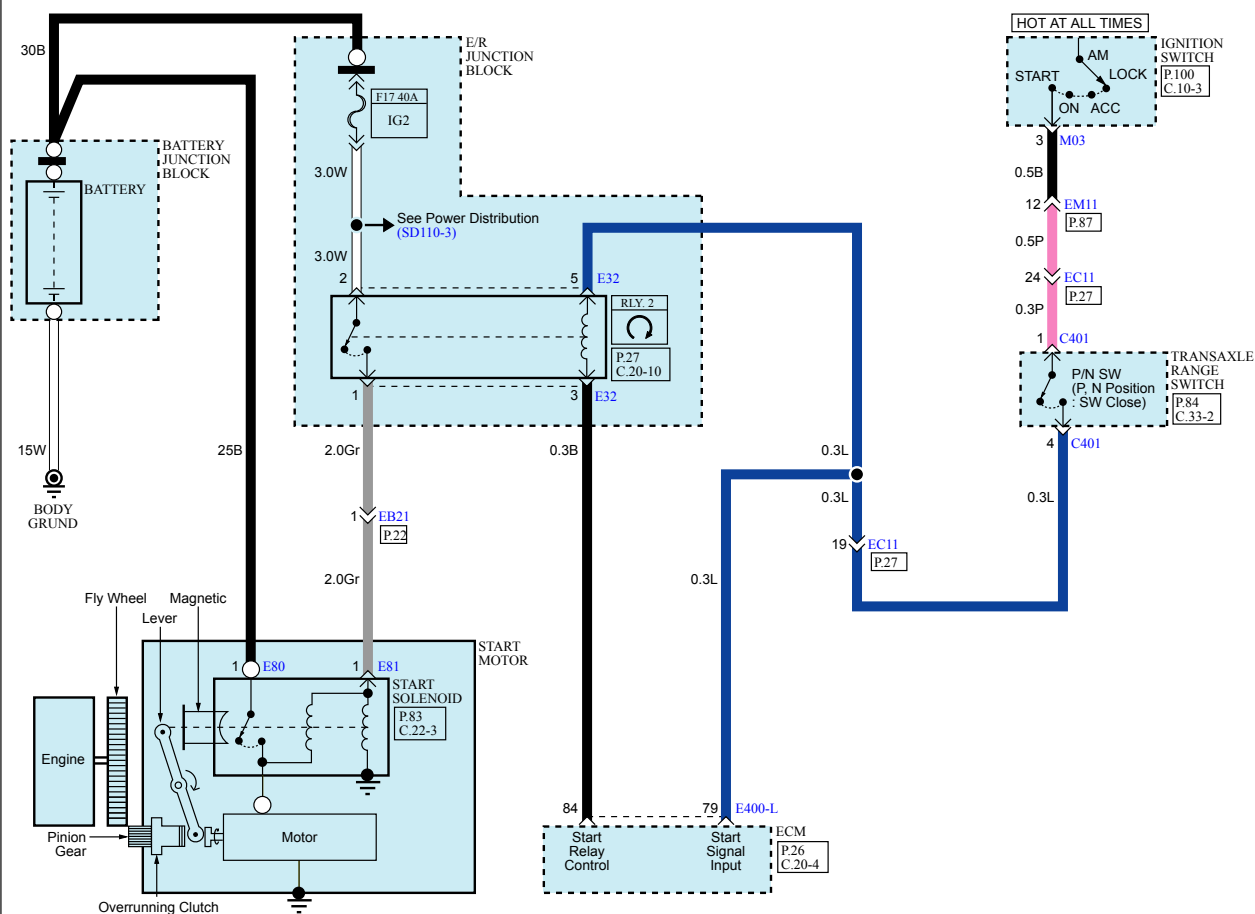 HOT AT ALL TIMES
30B
E/R
JUNCTION
BLOCK
AM
START
LOCK
ON
ACC
IGNITION
SWITCH
P.100
C.10-3
F17 40A
IG2
3 M03
0.5B
BATTERY
JUNCTION
BLOCK
BATTERY
3.0W
12 EM11
P.87
See Power Distribution
(SD110-3)
0.5P
3.0W
24 EC11
P.27
0.3P
2
5 E32
RLY. 2
P.27
C.20-10
1 C401
P/N SW
(P, N Position
: SW Close)
TRANSAXLE
RANGE
SWITCH
P.84
C.33-2
1
3 E32
4 C401
15W
25B
2.0Gr
0.3B
0.3L
0.3L
0.3L
BODY
GRUND
1 EB21
P.22
19 EC11
P.27
2.0Gr
0.3L
Fly Wheel
Magnetic
Lever
START
MOTOR
1 E80
1 E81
START
SOLENOID
P.83
C.22-3
Engine
Pinion
Gear
Motor
Overrunning Clutch
84
79 E400-L
Start
Relay
Control
Start
Signal
Input
ECM
P.26
C.20-4